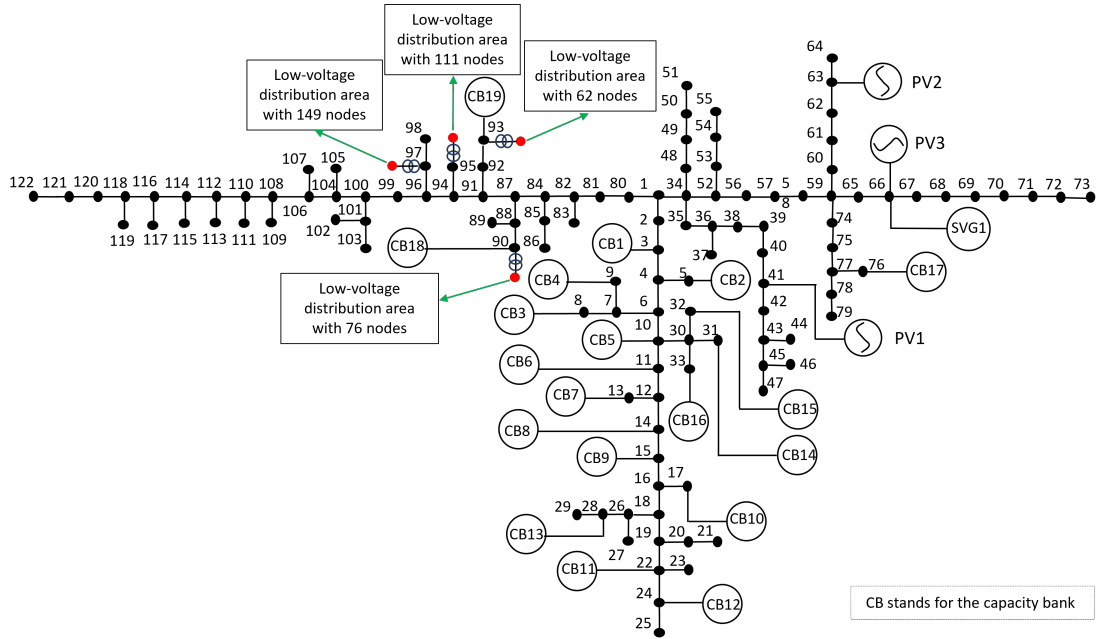 Low-voltage
distribution area
with 111 nodes
Low-voltage
distribution area
with 62 nodes
Low-voltage
distribution area
with 149 nodes
64
63
PV2
62
61
60
PV3
51
50
49
48
55
54
53
CB19
93
92
98
97
95
107
105
122 121 120 118 116 114 112 110 108 104 100 99 96 94 91 87 84 82 81 80 1 34 52 56 57 5 59 65 66 67 68 69 70 71 72 73
8
106
119 117 115 113 111 109
102
101
103
89
88
90
85
86
83
CB18
2
3
CB1
35
36
38
39
37
40
74
75
SVG1
77
76
CB17
78
79
4
5
CB2
41
42
PV1
9
CB4
Low-voltage
distribution area
with 76 nodes
CB3
8
7
6
32
43
44
10
CB5
30
31
45
46
47
11
33
CB6
CB7
13
12
CB16
CB15
CB8
14
CB14
CB9
15
16
17
CB10
29
28
26
18
CB13
19
20
21
27
CB11
22
23
24
CB12
25
CB stands for the capacity bank